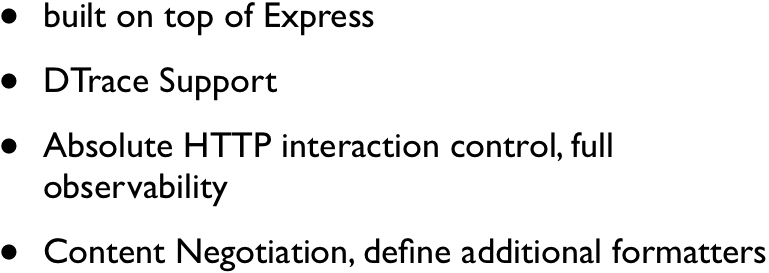 • built on top of Express
• DTrace Support
• Absolute HTTP interaction control, full
observability
• Content Negotiation, define additional formatters